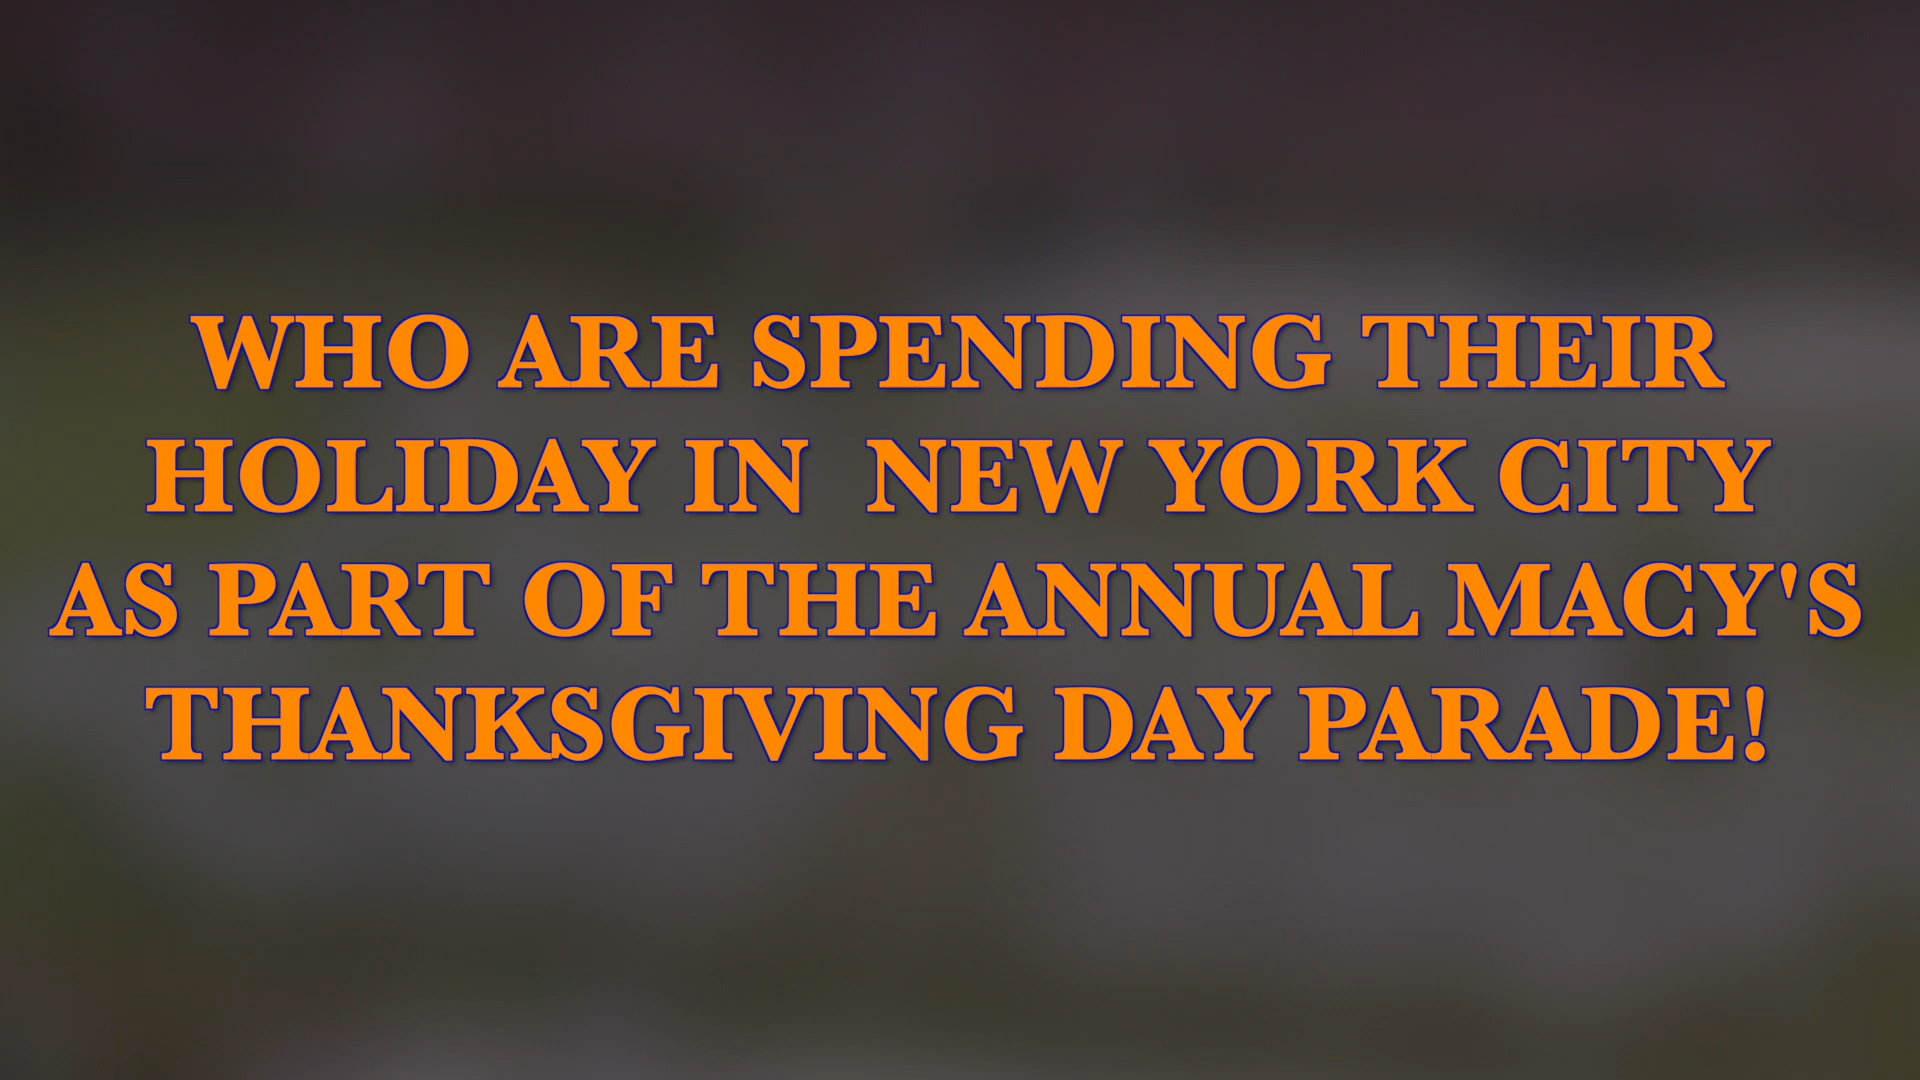 WHO ARE SPENDING THEIR
HOLIDAY IN  NEW YORK CITY
AS PART OF THE ANNUAL MACY'S
THANKSGIVING DAY PARADE!